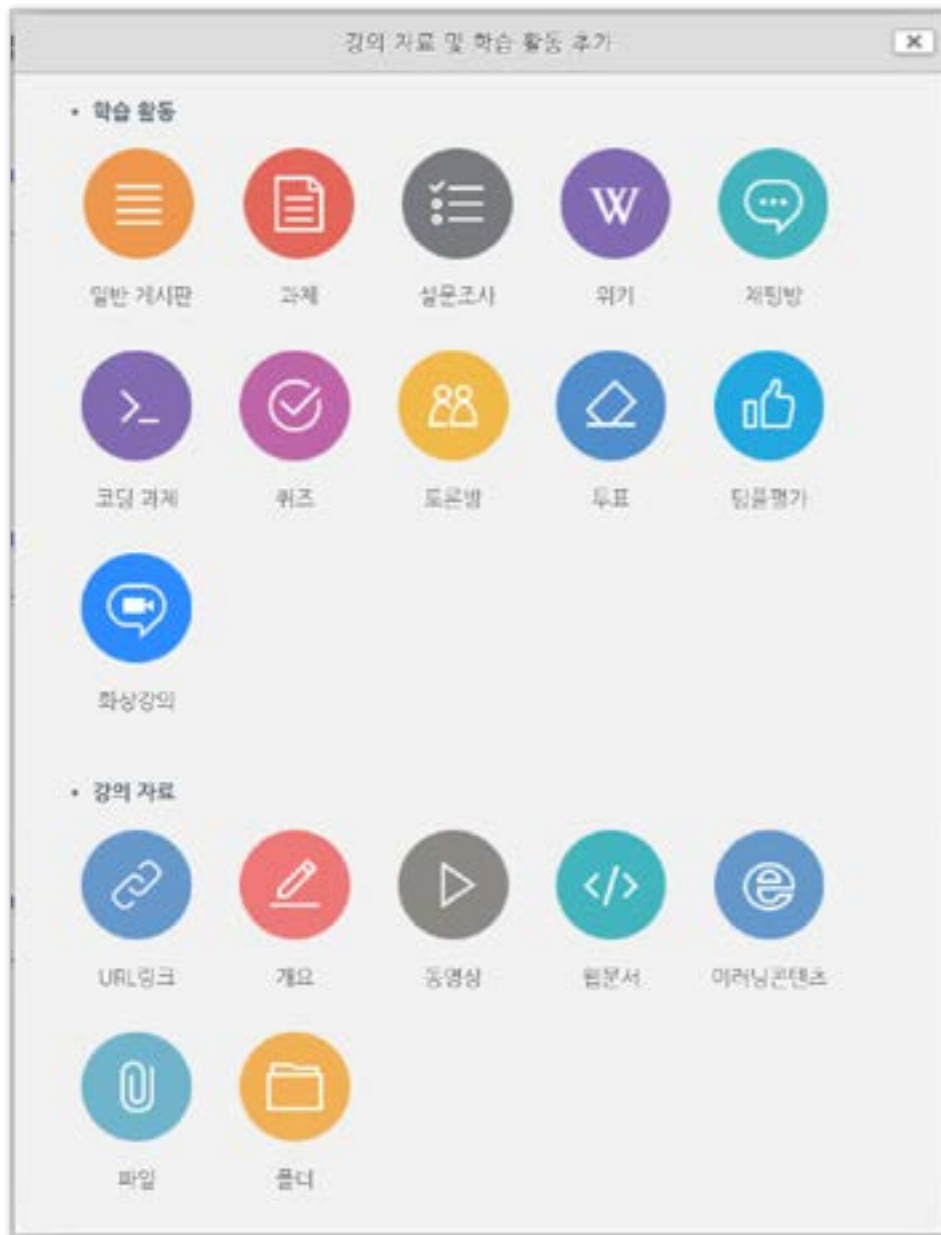 강의 자료 및 학습 활동 추가
• 학습 활동
일반 게시판 과제 설문조사 위키 채팅방
코딩 과제 퀴즈 토론방 투표 팀플평가
화상강의
• 강의 자료
URL링크 개요 동영상 웹문서 이러닝콘텐츠
파일 폴더